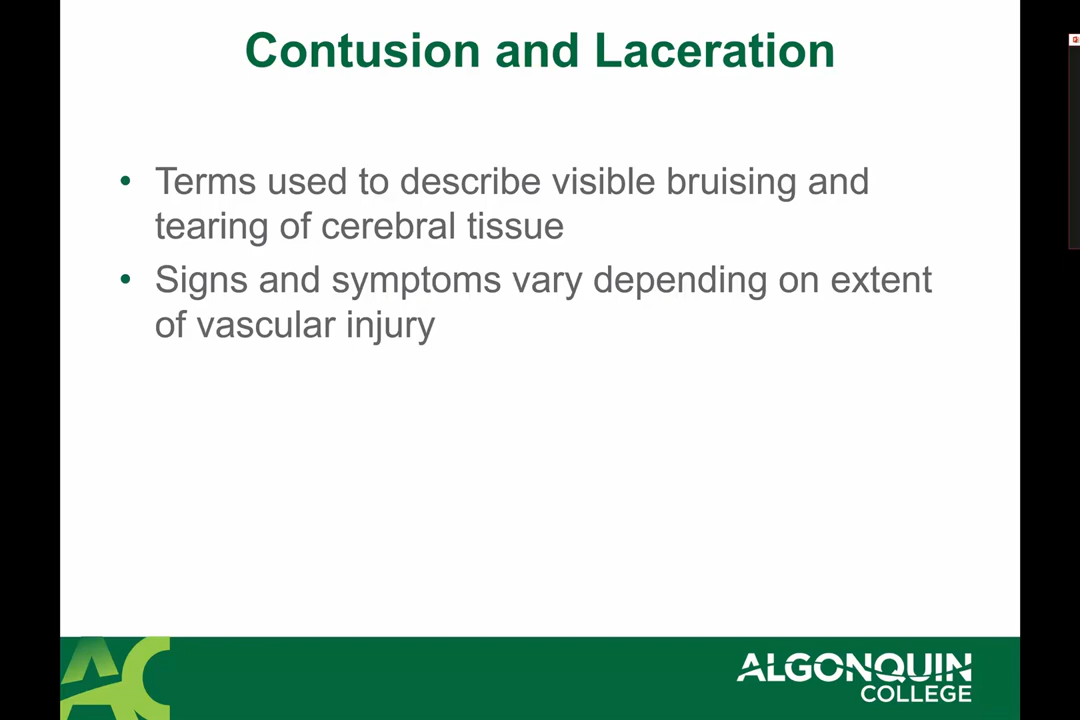 Contusion and Laceration
• Terms used to describe visible bruising and
tearing of cerebral tissue
• Signs and symptoms vary depending on extent
of vascular injury
AC
ALGONQUIN
COLLEGE